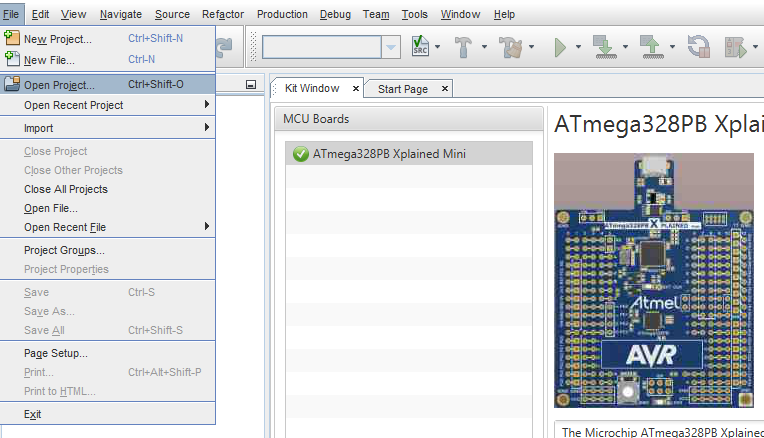 File Edit View Navigate Source Refactor Production Debug Team Tools Window Help
New Project... Ctrl+Shift-N
New File... Ctrl-N
Open Project... Ctrl+Shift-O
Open Recent Project
Import
Close Project
Close Other Projects
Close All Projects
Open File...
Open Recent File
Project Groups...
Project Properties
Save Ctrl-S
Save As...
Save All Ctrl+Shift-S
Page Setup...
Print... Ctrl+Alt+Shift-P
Print to HTML...
Exit
SRC
Kit Window
Start Page
MCU Boards
ATmega328PB Xplained Mini
ATmega328PB Xplai
ATmega328PB X PLAINED
Atmel
AVR
The Microchip ATmega328PB Xplained